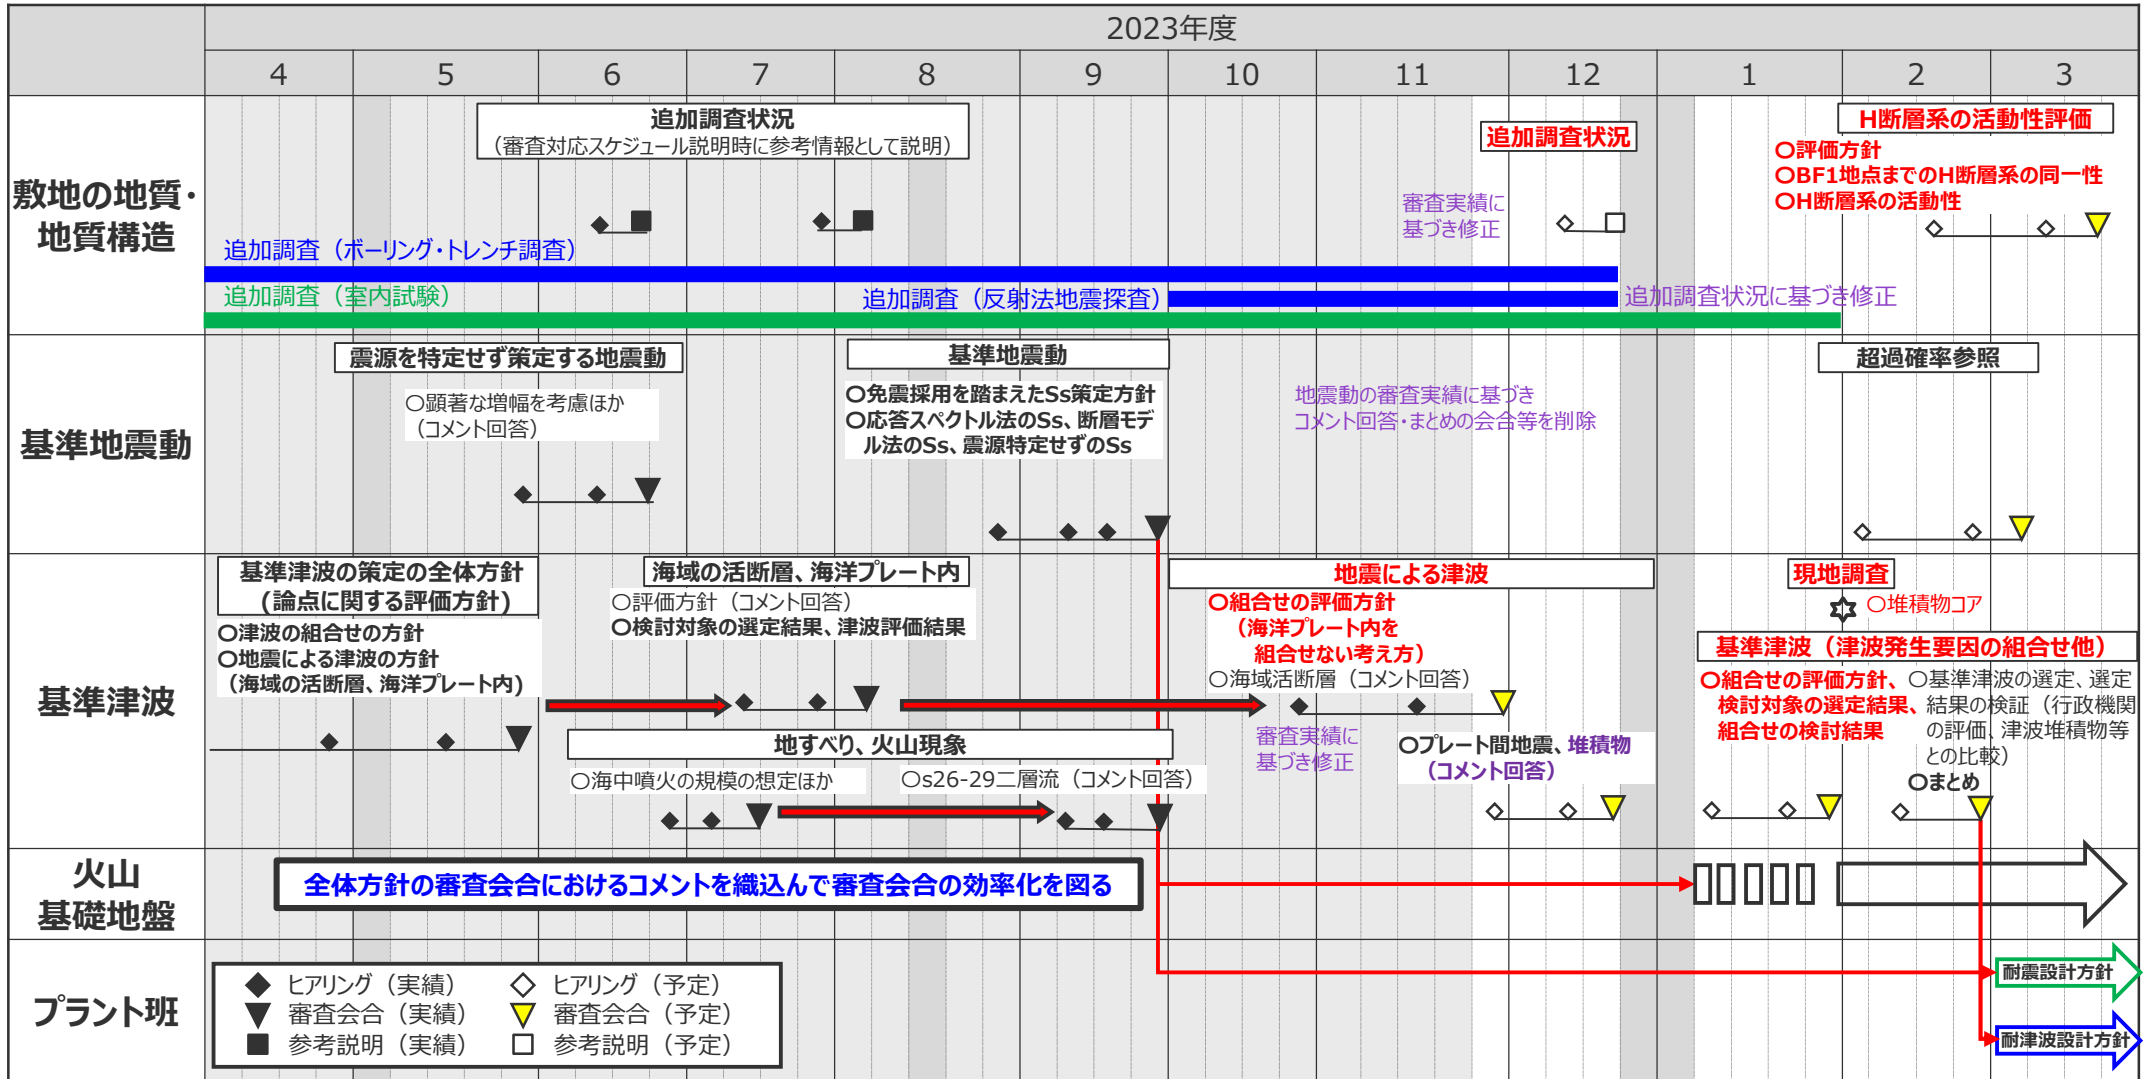 2023年度
4 5 6 7 8 9 10 11 12 1 2 3
敷地の地質・
地質構造
追加調査状況
（審査対応スケジュール説明時に参考情報として説明）
追加調査状況
審査実績に
基づき修正
H断層系の活動性評価
〇評価方針
〇BF1地点までのH断層系の同一性
〇H断層系の活動性
追加調査（ボーリング・トレンチ調査）
追加調査（室内試験）
追加調査（反射法地震探査）
追加調査状況に基づき修正
基準地震動
震源を特定せず策定する地震動
〇顕著な増幅を考慮ほか
（コメント回答）
基準地震動
〇免震採用を踏まえたSs策定方針
〇応答スペクトル法のSs、断層モデ
ル法のSs、震源特定せずのSs
地震動の審査実績に基づき
コメント回答・まとめの会合等を削除
超過確率参照
基準津波
基準津波の策定の全体方針
(論点に関する評価方針)
〇津波の組合せの方針
〇地震による津波の方針
（海域の活断層、海洋プレート内)
海域の活断層、海洋プレート内
〇評価方針（コメント回答）
〇検討対象の選定結果、津波評価結果
地震による津波
〇組合せの評価方針
（海洋プレート内を
組合せない考え方）
〇海域活断層（コメント回答）
審査実績に
基づき修正
〇プレート間地震、堆積物
（コメント回答）
地すべり、火山現象
〇海中噴火の規模の想定ほか
〇s26-29二層流（コメント回答）
現地調査
〇堆積物コア
基準津波（津波発生要因の組合せ他）
〇組合せの評価方針、
検討対象の選定結果、
組合せの検討結果
〇基準津波の選定、選定
結果の検証（行政機関
の評価、津波堆積物等
との比較）
〇まとめ
火山
基礎地盤
全体方針の審査会合におけるコメントを織込んで審査会合の効率化を図る
プラント班
ヒアリング（実績）
審査会合（実績）
参考説明（実績）
ヒアリング（予定）
審査会合（予定）
参考説明（予定）
耐震設計方針
耐津波設計方針